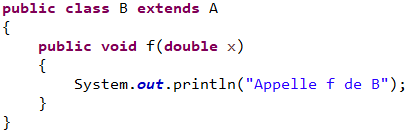 public class B extends A
{
    public void f(double x)
    {
        System.out.println("Appelle f de B");
    }
}